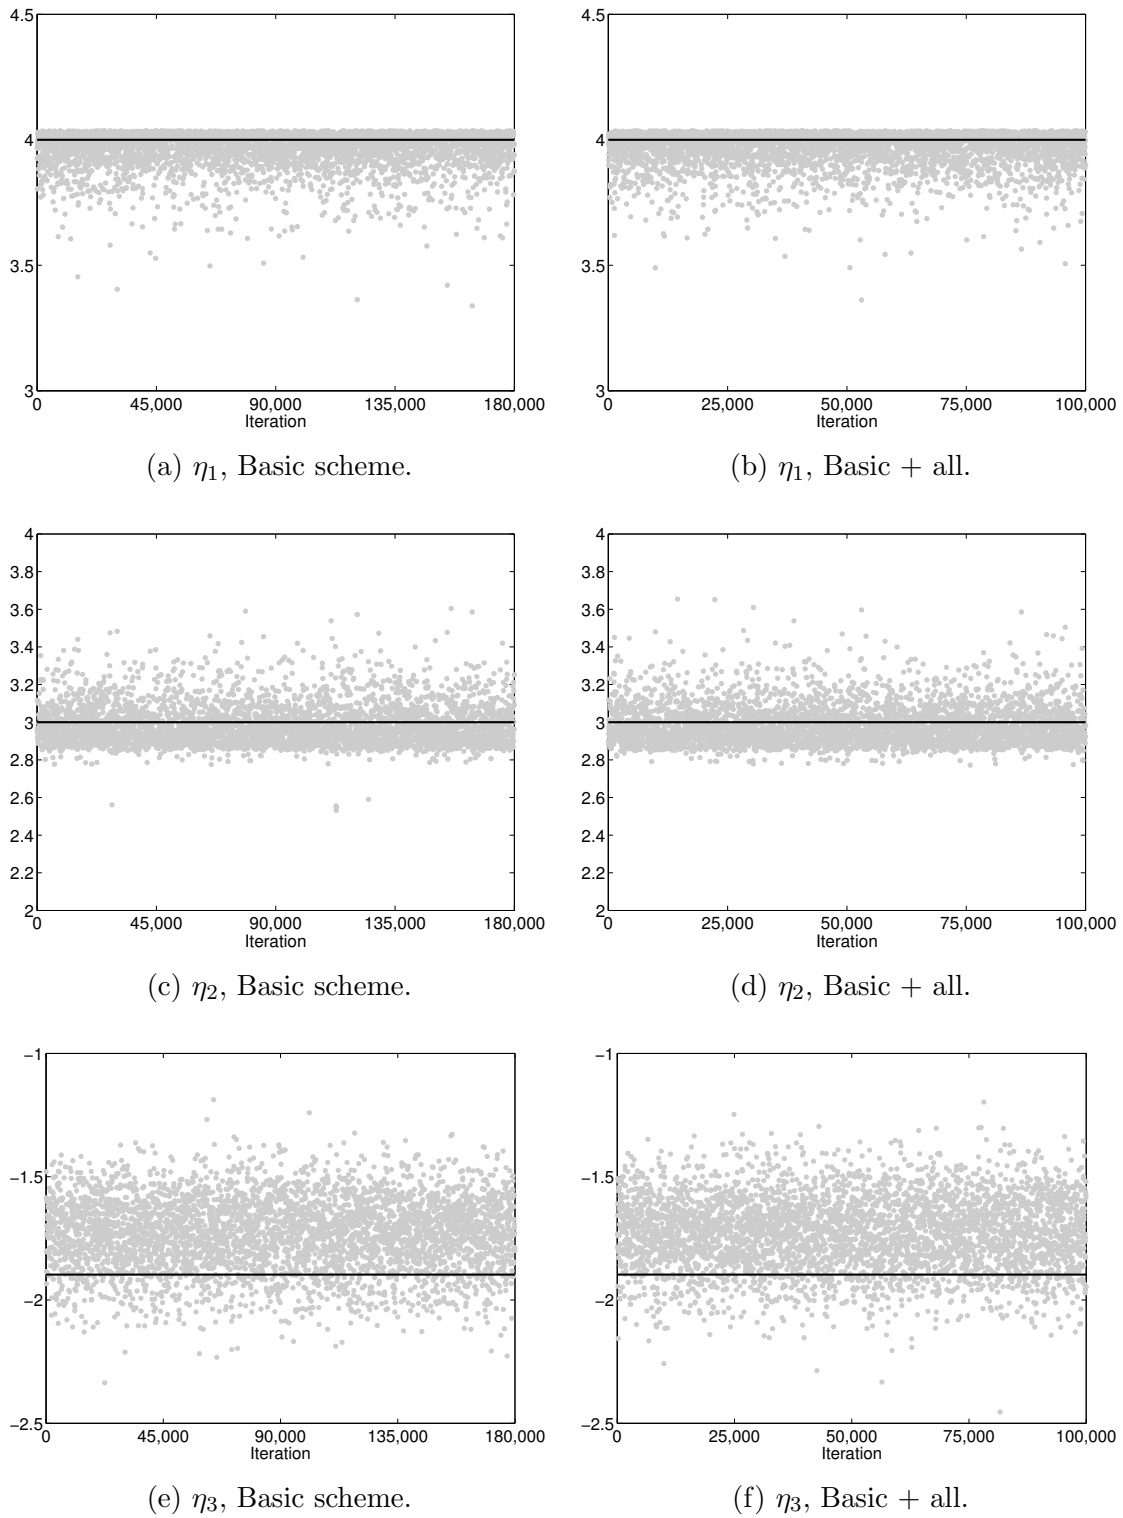 4.5
4
3.5
3
0 45,000 90,000 135,000 180,000
Iteration
(a) η₁, Basic scheme.
4.5
4
3.5
3
0 25,000 50,000 75,000 100,000
Iteration
(b) η₁, Basic + all.
4
3.8
3.6
3.4
3.2
3
2.8
2.6
2.4
2.2
2
0 45,000 90,000 135,000 180,000
Iteration
(c) η₂, Basic scheme.
4
3.8
3.6
3.4
3.2
3
2.8
2.6
2.4
2.2
2
0 25,000 50,000 75,000 100,000
Iteration
(d) η₂, Basic + all.
−1
−1.5
−2
−2.5
0 45,000 90,000 135,000 180,000
Iteration
(e) η₃, Basic scheme.
−1
−1.5
−2
−2.5
0 25,000 50,000 75,000 100,000
Iteration
(f) η₃, Basic + all.